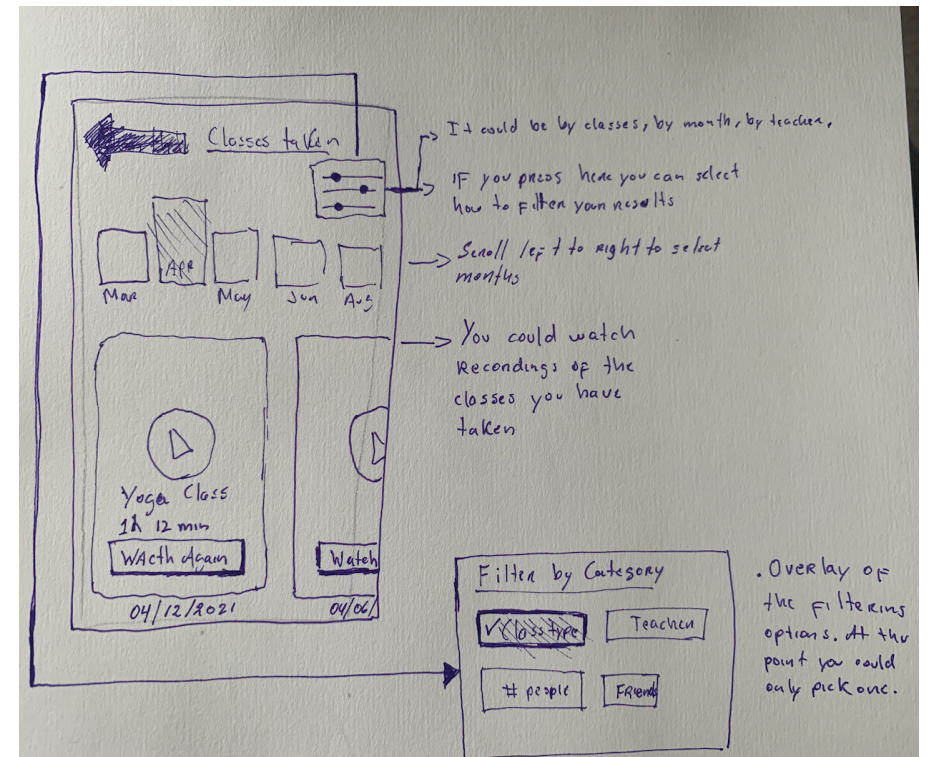 Classes taken
It could be by classes, by month, by teacher.
IF you press here you can select
how to filter your results
Scroll left to right to select
months
APR
Mar May Jun Aug
You could watch
Recordings of the
classes you have
taken
Yoga Class
1h 12 min
WActh Again
Watch
04/12/2021
04/06/
Filter by Category
✓ Class type
Teacher
# people
Friends
. Overlay of
the filtering
options. At the
point you could
only pick one.